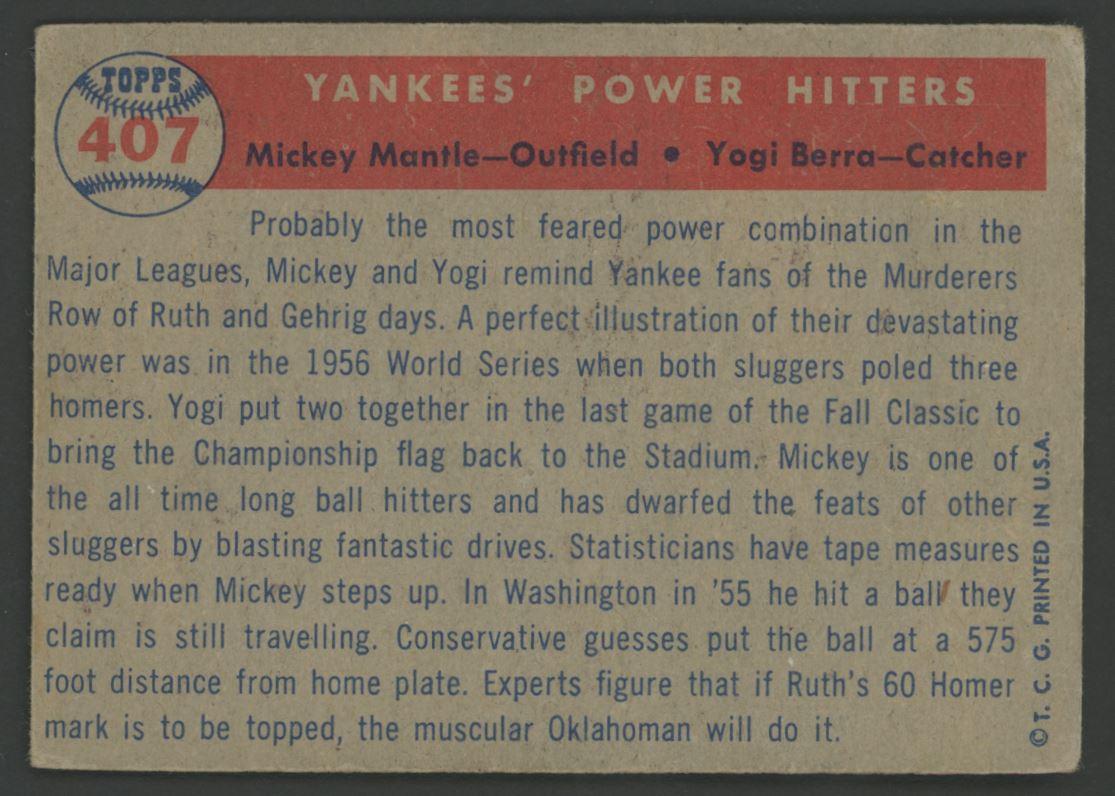 TOPPS
407
YANKEES' POWER HITTERS
Mickey Mantle—Outfield • Yogi Berra—Catcher
Probably the most feared power combination in the
Major Leagues, Mickey and Yogi remind Yankee fans of the Murderers
Row of Ruth and Gehrig days. A perfect illustration of their devastating
power was in the 1956 World Series when both sluggers poled three
homers. Yogi put two together in the last game of the Fall Classic to
bring the Championship flag back to the Stadium. Mickey is one of
the all time long ball hitters and has dwarfed the feats of other
sluggers by blasting fantastic drives. Statisticians have tape measures
ready when Mickey steps up. In Washington in '55 he hit a ball they
claim is still travelling. Conservative guesses put the ball at a 575
foot distance from home plate. Experts figure that if Ruth's 60 Homer
mark is to be topped, the muscular Oklahoman will do it.
© T. C. G. PRINTED IN U.S.A.